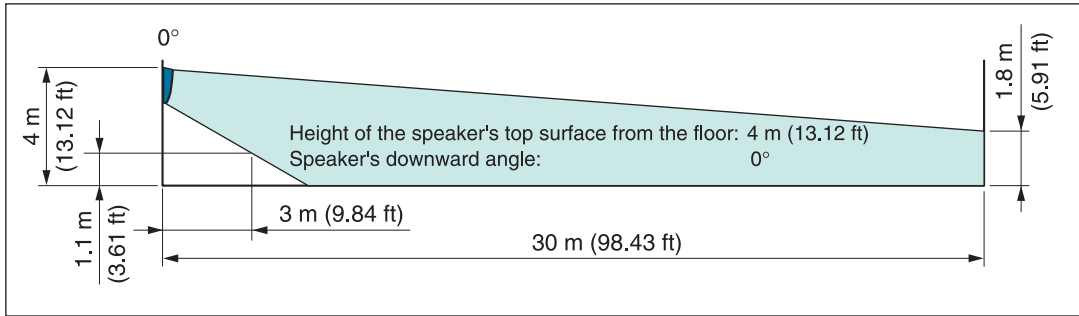 0°
4 m
(13.12 ft)
1.8 m
(5.91 ft)
Height of the speaker's top surface from the floor: 4 m (13.12 ft)
Speaker's downward angle: 0°
1.1 m
(3.61 ft)
3 m (9.84 ft)
30 m (98.43 ft)